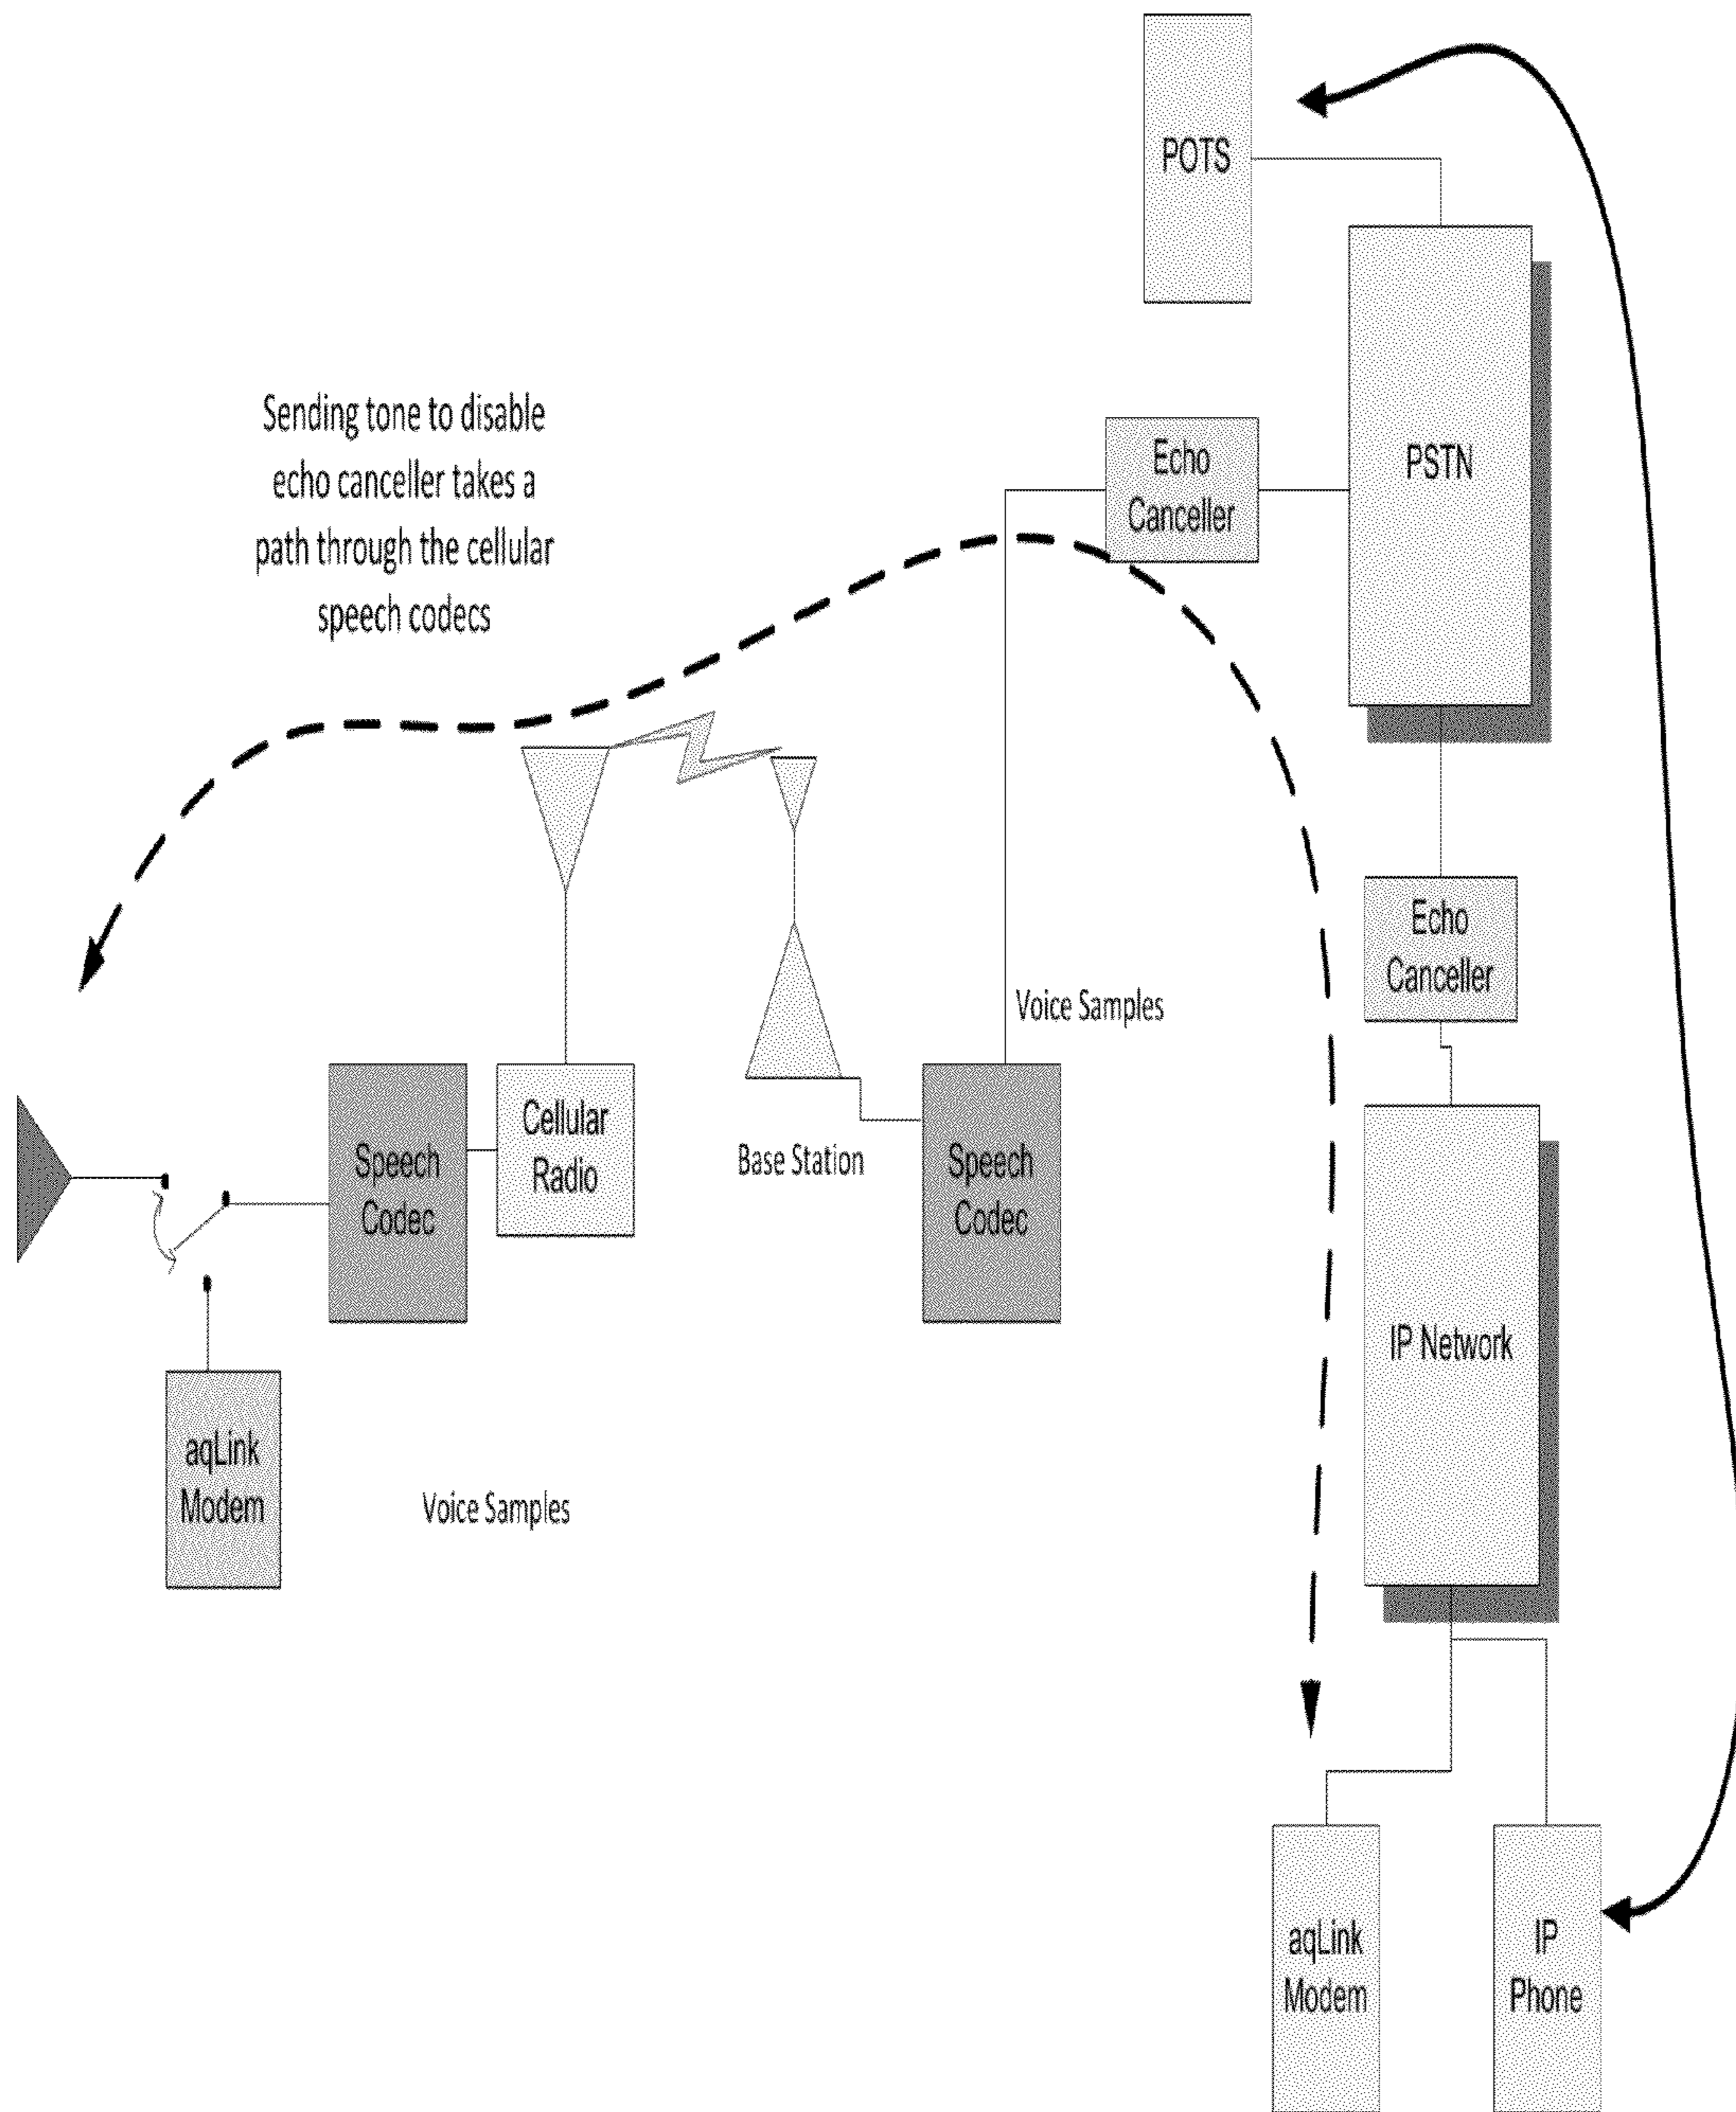 POTS
Sending tone to disable
echo canceller takes a
path through the cellular
speech codecs
Echo
Canceller
PSTN
Echo
Canceller
Voice Samples
Speech
Codec
Cellular
Radio
Base Station
Speech
Codec
IP Network
aqLink
Modem
Voice Samples
aqLink
Modem
IP
Phone